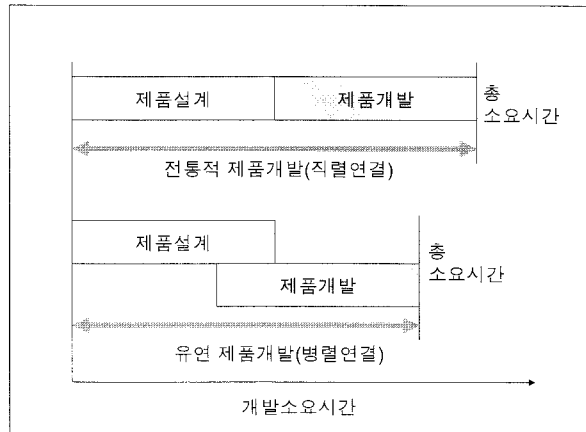 제품설계 제품개발 총
소요시간
전통적 제품개발(직렬연결)
제품설계 총
소요시간
제품개발
유연 제품개발(병렬연결)
개발소요시간